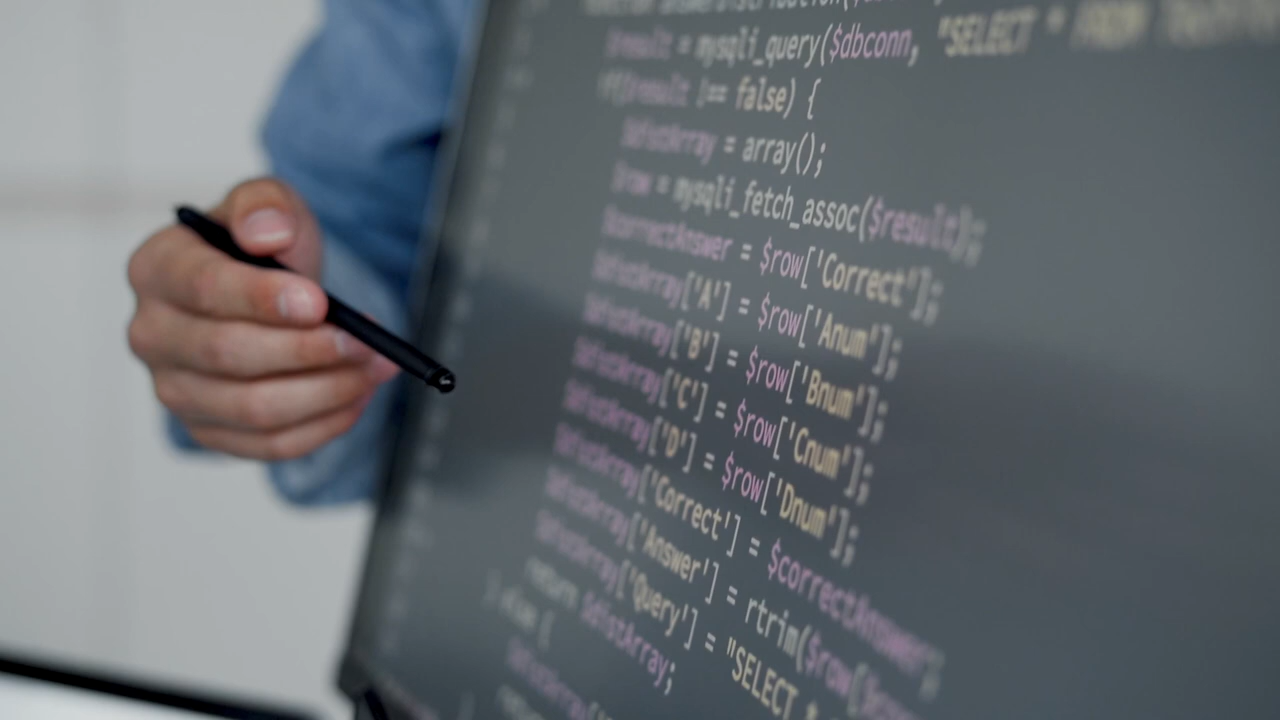 $result = mysqli_query($dbconn, "SELECT * FROM
if($result !== false) {
$distArray = array();
$row = mysqli_fetch_assoc($result);
$correctAnswer = $row['Correct'];
$distArray['A'] = $row['Anum'];
$distArray['B'] = $row['Bnum'];
$distArray['C'] = $row['Cnum'];
$distArray['D'] = $row['Dnum'];
$distArray['Correct'] = $correctAnswer;
$distArray['Answer'] = rtrim($row[
$distArray['Query'] = "SELECT
return $distArray;
} else {